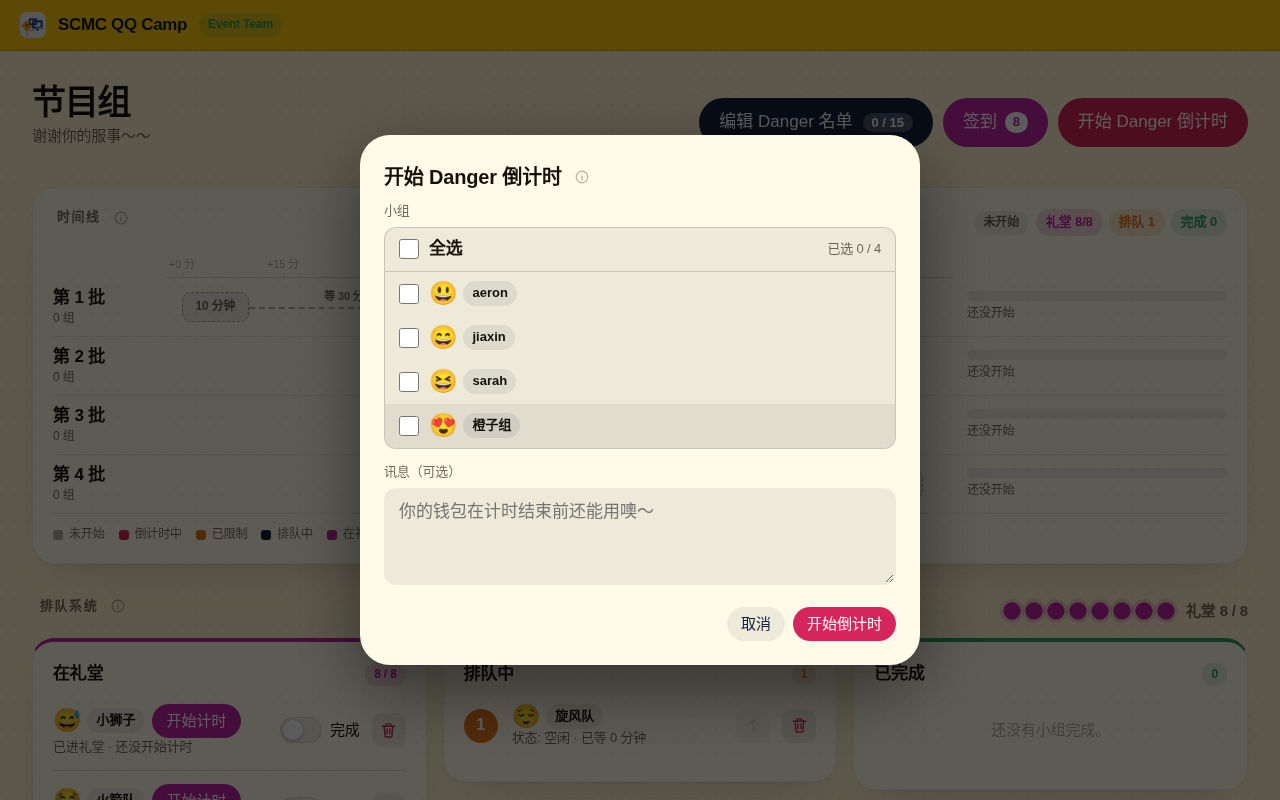 SCMC QQ Camp Event Team
节目组
谢谢你的服事～～
编辑 Danger 名单 0 / 15
签到 8
开始 Danger 倒计时
开始 Danger 倒计时
小组
全选 已选 0 / 4
aeron
jiaxin
sarah
橙子组
讯息（可选）
你的钱包在计时结束前还能用噢～
取消 开始倒计时
时间线
未开始 礼堂 8/8 排队 1 完成 0
+0 分 +15 分
第 1 批
0 组
10 分钟 等 30 分
还没开始
第 2 批
0 组
还没开始
第 3 批
0 组
还没开始
第 4 批
0 组
还没开始
未开始 倒计时中 已限制 排队中
排队系统
礼堂 8 / 8
在礼堂 8 / 8
小狮子 开始计时
已进礼堂 · 还没开始计时
完成
小箭队 开始计时
排队中 1
1 旋风队
状态: 空闲 · 已等 0 分钟
已完成 0
还没有小组完成。